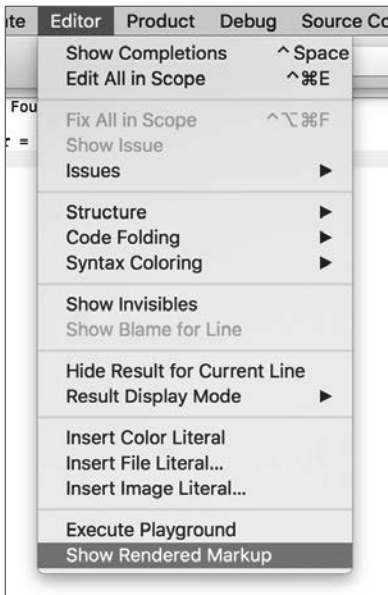 ate Editor Product Debug Source Co
Show Completions ^ Space
Edit All in Scope ^⌘E
Fou
Fix All in Scope ^⌥⌘F
r =
Show Issue
Issues ▶
Structure ▶
Code Folding ▶
Syntax Coloring ▶
Show Invisibles
Show Blame for Line
Hide Result for Current Line
Result Display Mode ▶
Insert Color Literal
Insert File Literal...
Insert Image Literal...
Execute Playground
Show Rendered Markup